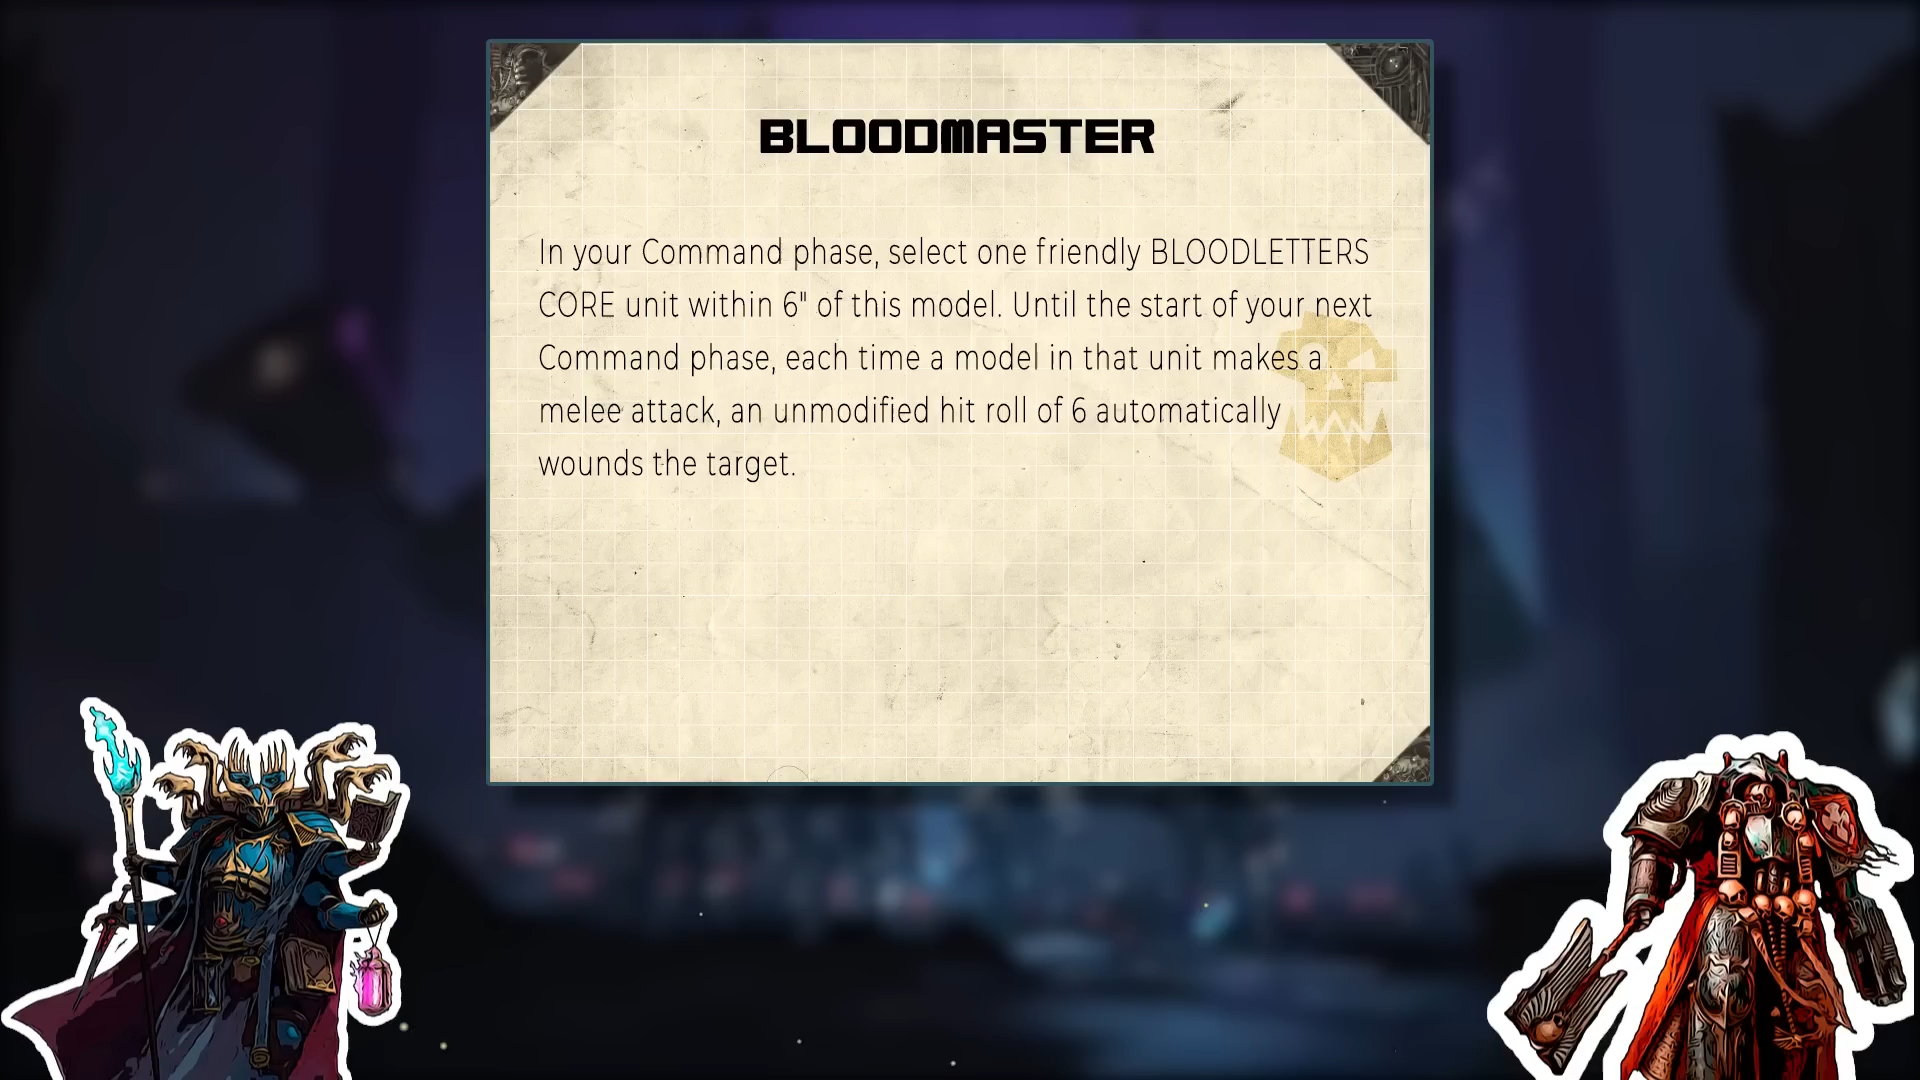 BLOODMASTER
In your Command phase, select one friendly BLOODLETTERS
CORE unit within 6" of this model. Until the start of your next
Command phase, each time a model in that unit makes a
melee attack, an unmodified hit roll of 6 automatically
wounds the target.